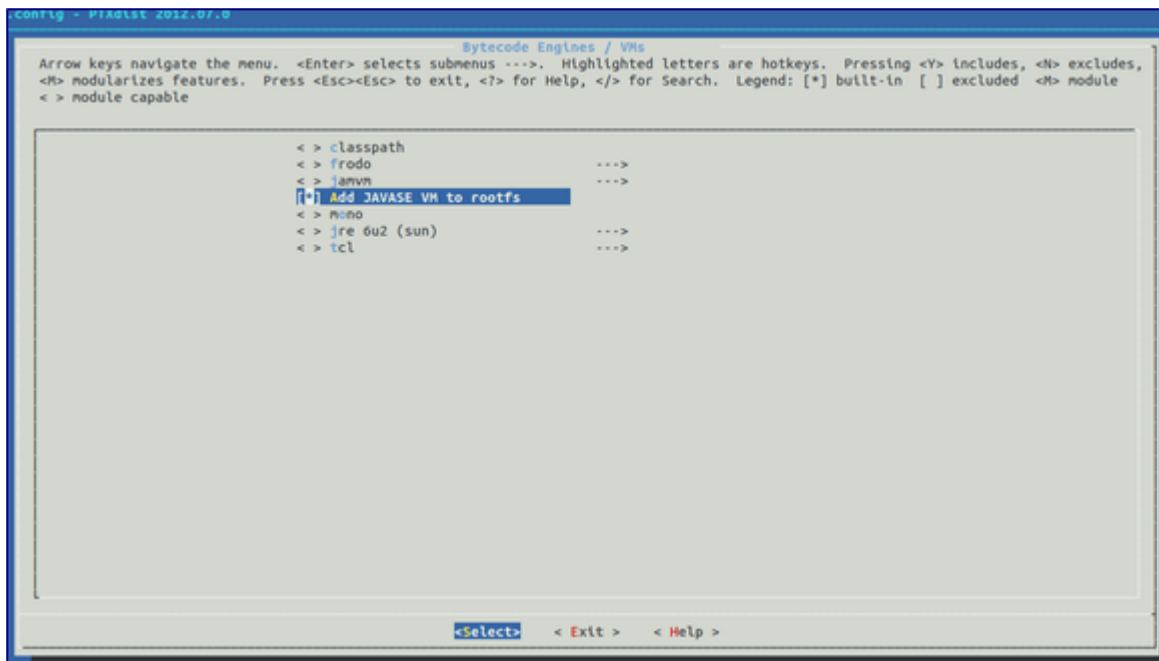 .config - PTXdist 2012.07.0
Bytecode Engines / VMs
Arrow keys navigate the menu. <Enter> selects submenus --->. Highlighted letters are hotkeys. Pressing <Y> includes, <N> excludes,
<M> modularizes features. Press <Esc><Esc> to exit, <?> for Help, </> for Search. Legend: [*] built-in [ ] excluded <M> module
< > module capable
< > classpath
< > frodo --->
< > jamvm --->
[*] Add JAVASE VM to rootfs
< > mono
< > jre 6u2 (sun) --->
< > tcl --->
<Select> < Exit > < Help >